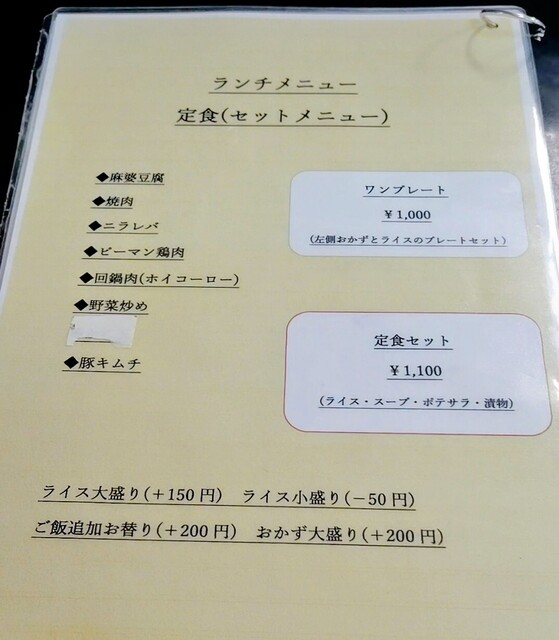 ランチメニュー
定食(セットメニュー)
◆麻婆豆腐
◆焼肉
◆ニラレバ
◆ピーマン鶏肉
◆回鍋肉(ホイコーロー)
◆野菜炒め
◆豚キムチ
ワンプレート
￥1,000
(左側おかずとライスのプレートセット)
定食セット
￥1,100
(ライス・スープ・ポテサラ・漬物)
ライス大盛り(＋150円) ライス小盛り(－50円)
ご飯追加お替り(＋200円) おかず大盛り(＋200円)